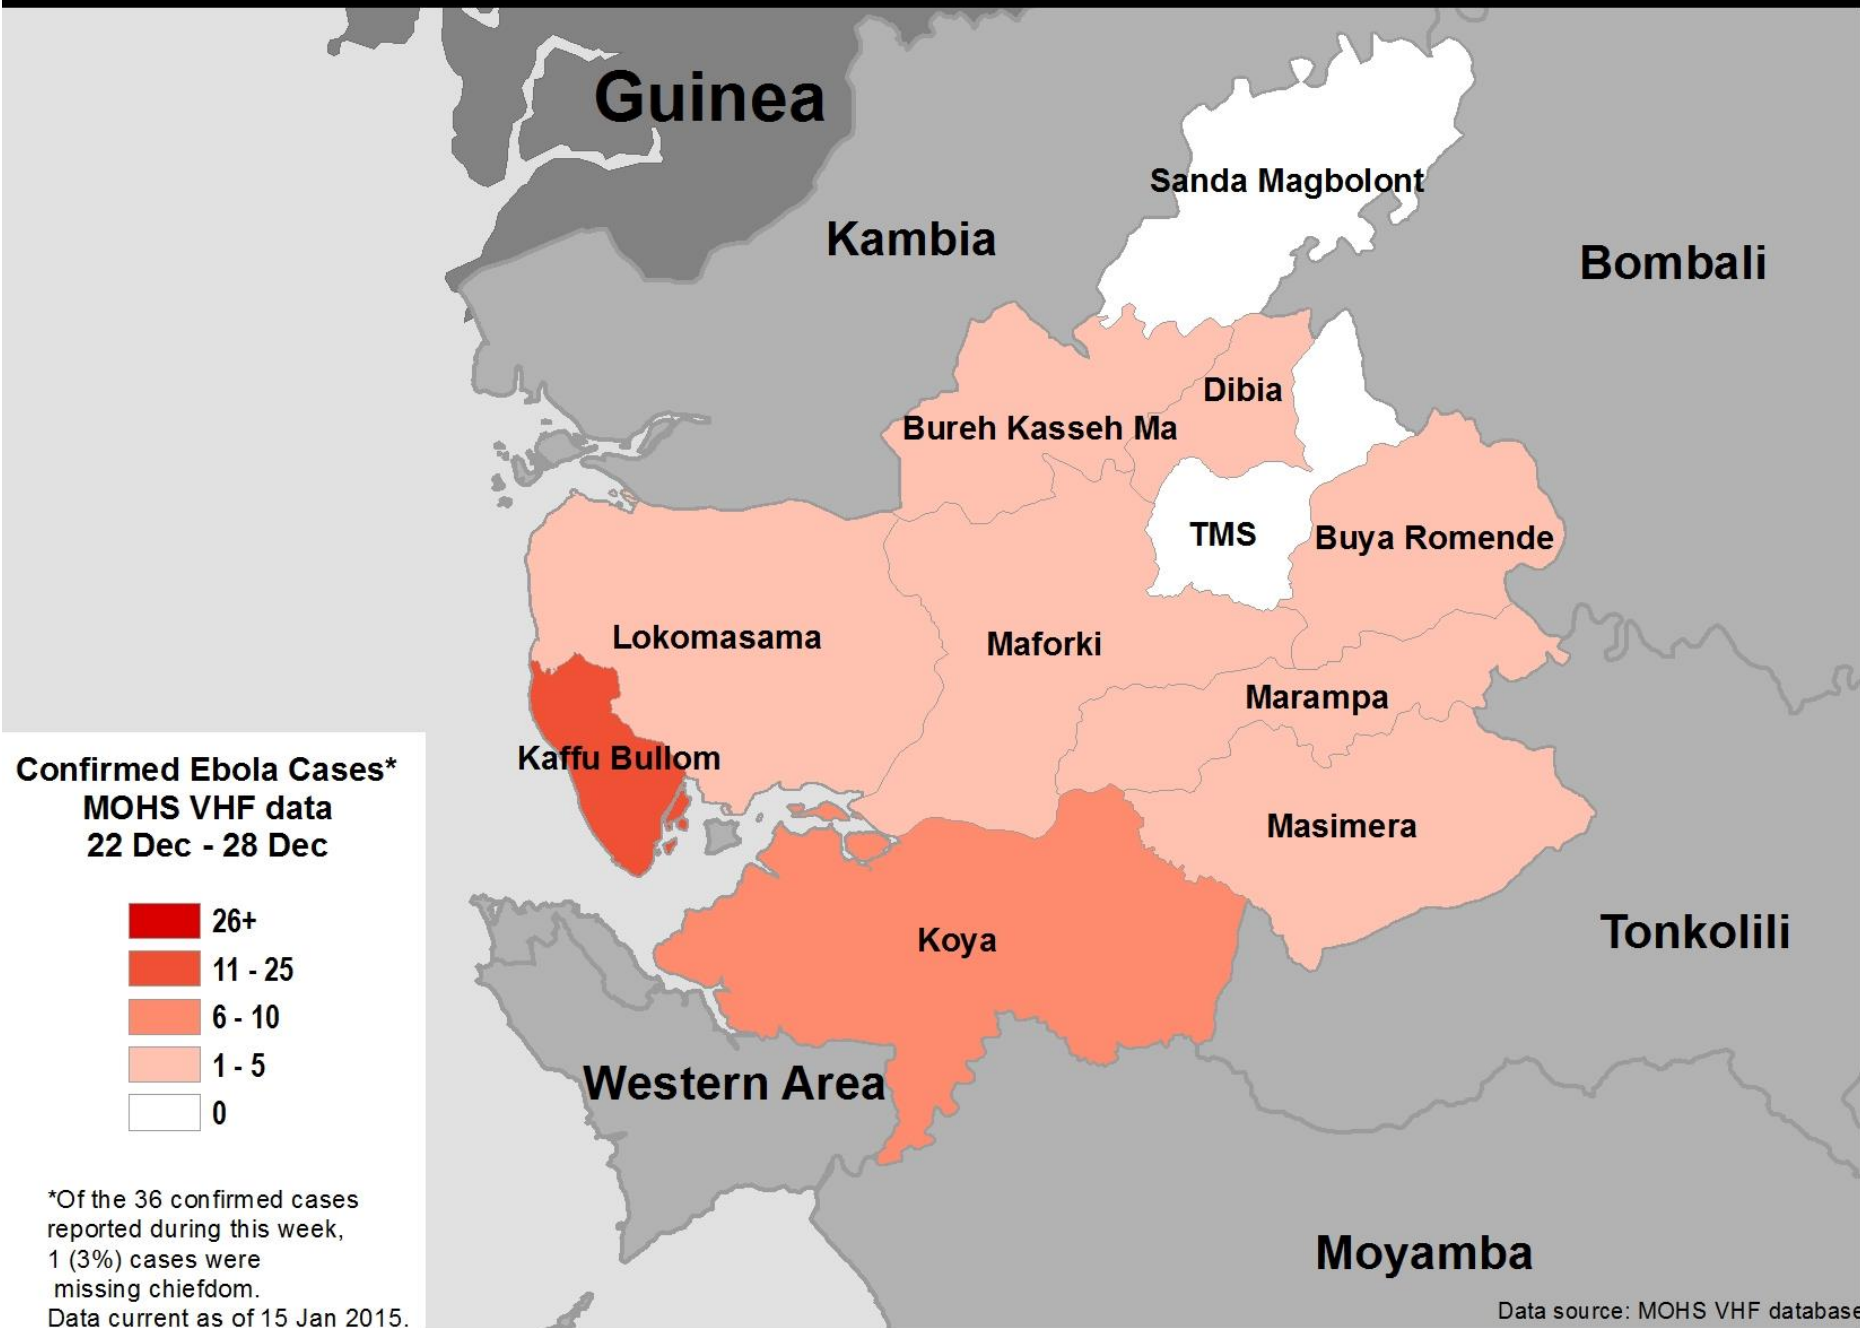 Guinea
Sanda Magbolont
Kambia
Bombali
Dibia
Bureh Kasseh Ma
TMS
Buya Romende
Lokomasama
Maforki
Marampa
Kaffu Bullom
Masimera
Koya
Tonkolili
Western Area
Moyamba
Confirmed Ebola Cases*
MOHS VHF data
22 Dec - 28 Dec
26+
11 - 25
6 - 10
1 - 5
0
*Of the 36 confirmed cases
reported during this week,
1 (3%) cases were
missing chiefdom.
Data current as of 15 Jan 2015.
Data source: MOHS VHF database